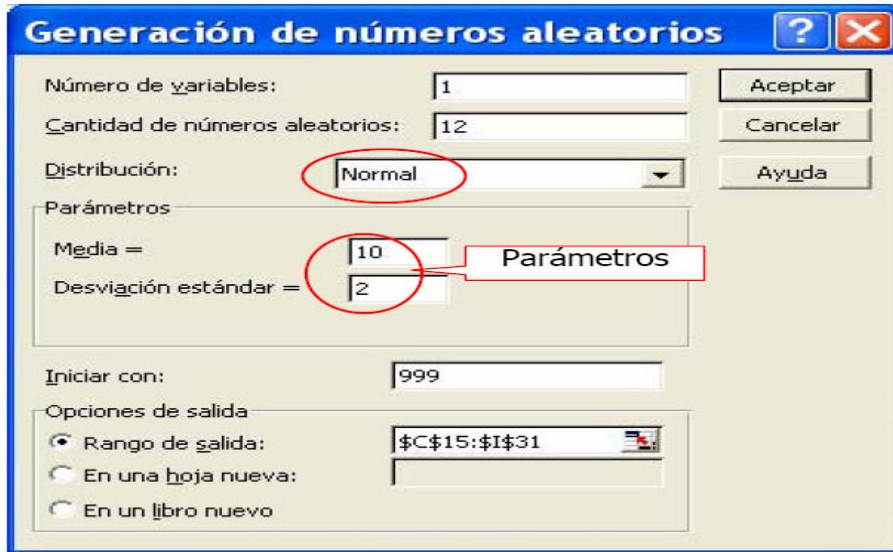 Generación de números aleatorios
Número de variables: 1
Aceptar
Cantidad de números aleatorios: 12
Cancelar
Distribución: Normal
Ayuda
Parámetros
Media = 10
Parámetros
Desviación estándar = 2
Iniciar con: 999
Opciones de salida
Rango de salida: $C$15:$I$31
En una hoja nueva:
En un libro nuevo